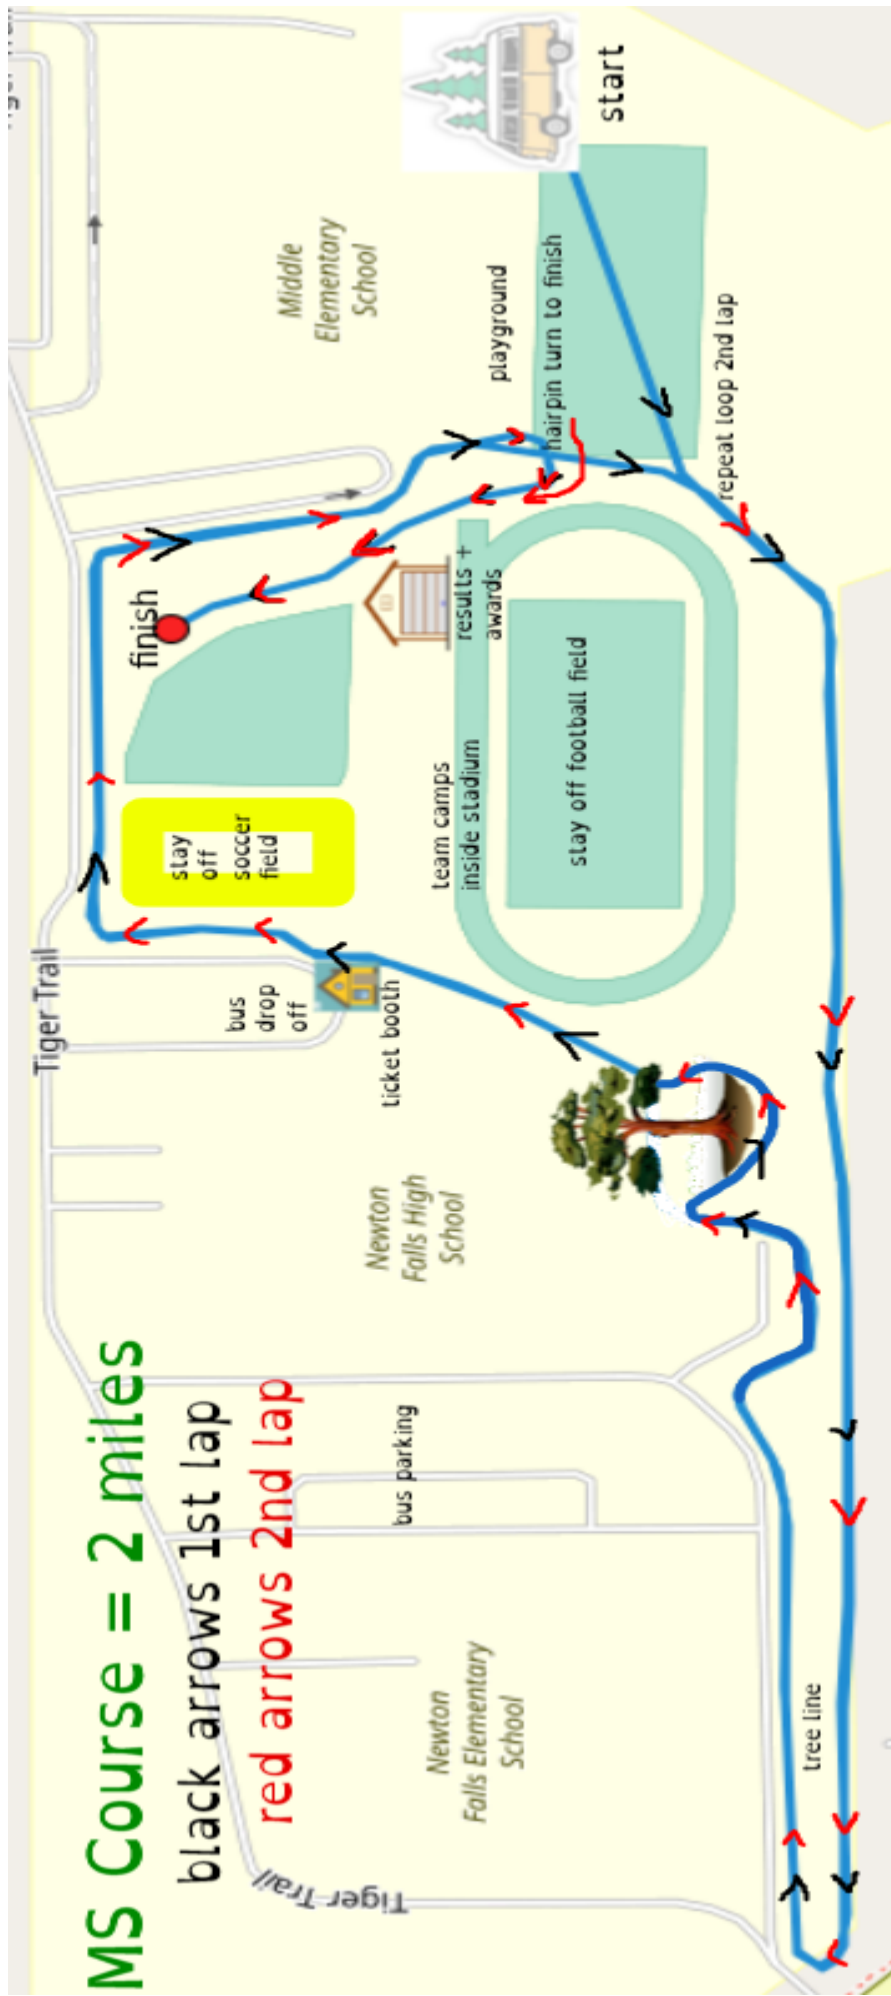 MS Course = 2 miles
black arrows 1st lap
red arrows 2nd lap
Tiger Trail
Tiger Trail
finish
stay
off
soccer
field
bus
drop
off
Middle
Elementary
School
ticket booth
bus parking
Newton
Falls High
School
Newton
Falls Elementary
School
team camps
inside stadium
results +
awards
playground
hairpin turn to finish
start
stay off football field
repeat loop 2nd lap
tree line